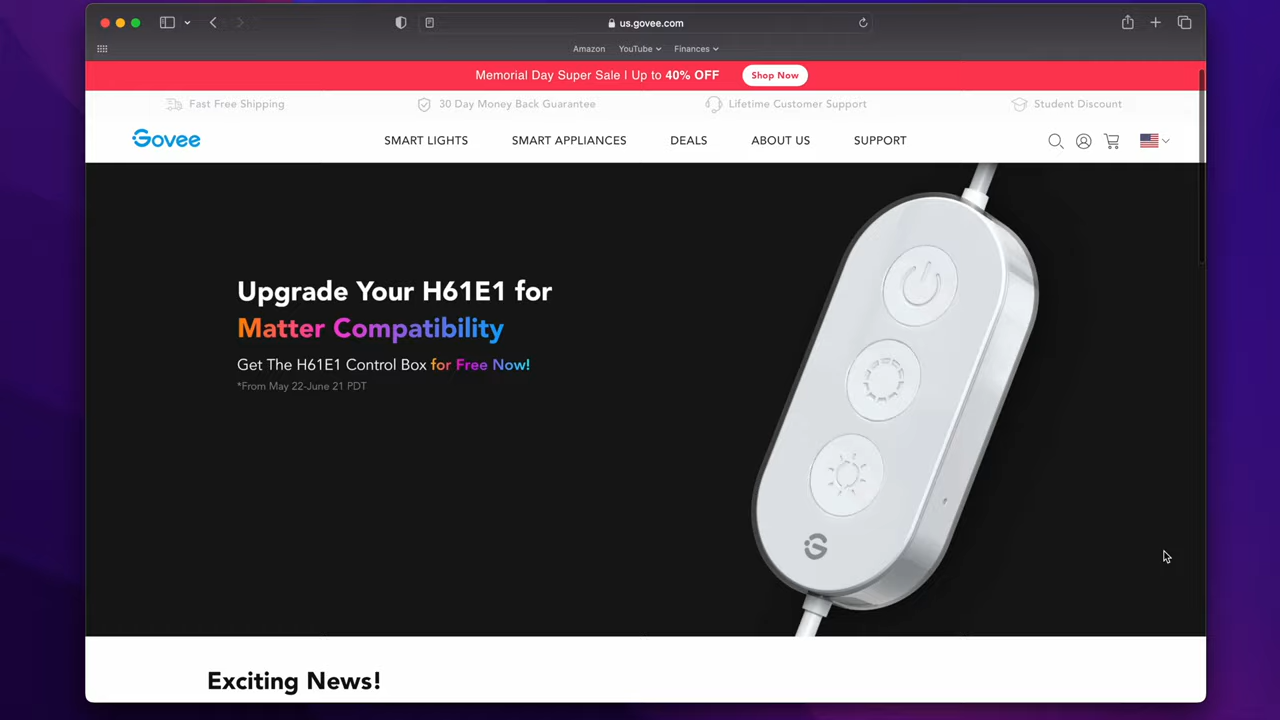 us.govee.com
Amazon YouTube Finances
Memorial Day Super Sale | Up to 40% OFF Shop Now
Fast Free Shipping 30 Day Money Back Guarantee Lifetime Customer Support Student Discount
Govee SMART LIGHTS SMART APPLIANCES DEALS ABOUT US SUPPORT
Upgrade Your H61E1 for
Matter Compatibility
Get The H61E1 Control Box for Free Now!
*From May 22-June 21 PDT
G
Exciting News!